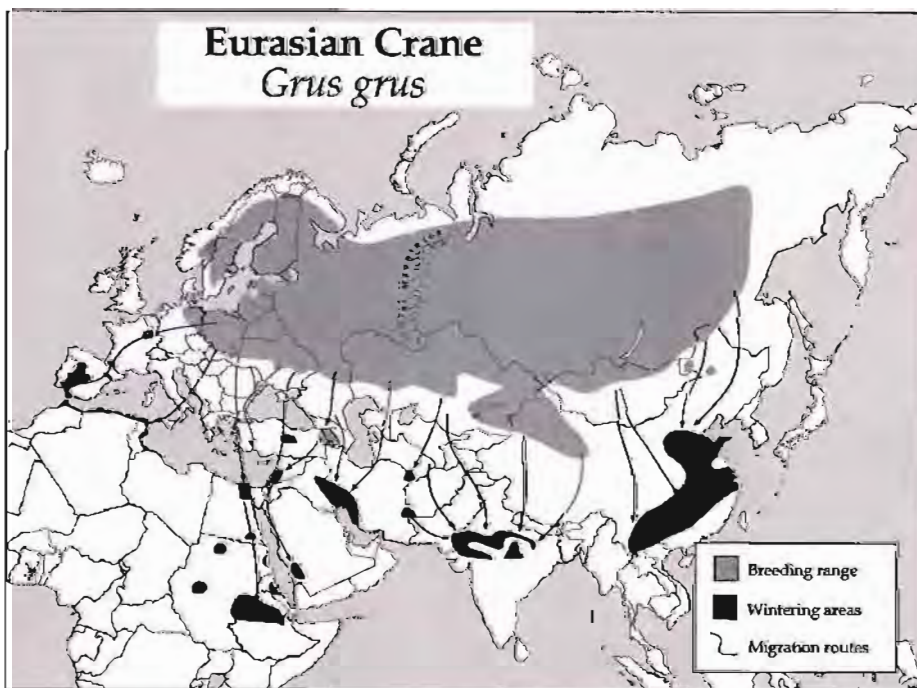 Eurasian Crane
Grus grus
Breeding range
Wintering areas
Migration routes